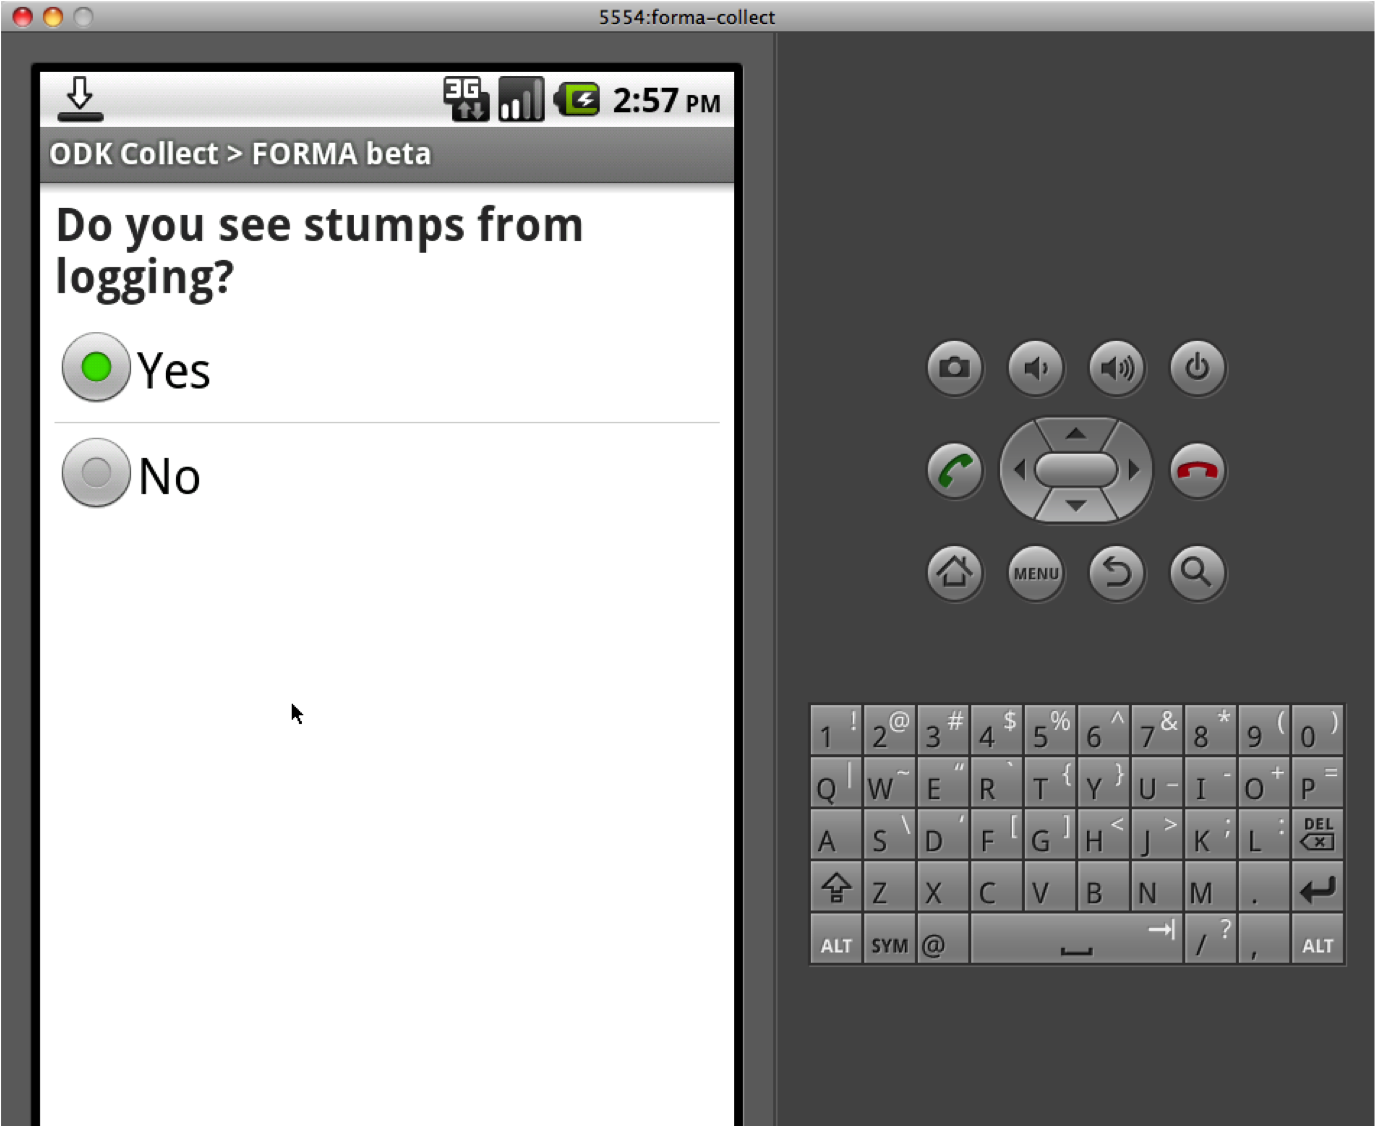 5554:forma-collect
3G 2:57 PM
ODK Collect > FORMA beta
Do you see stumps from
logging?
Yes
No
MENU
1 ! 2 @ 3 # 4 $ 5 % 6 ^ 7 & 8 * 9 ( 0 )
Q | W ~ E “ R ` T { Y } U _ I - O + P =
A S \ D ‘ F [ G ] H < J > K ; L : DEL
Z X C V B N M .
ALT SYM @ / ? , ALT